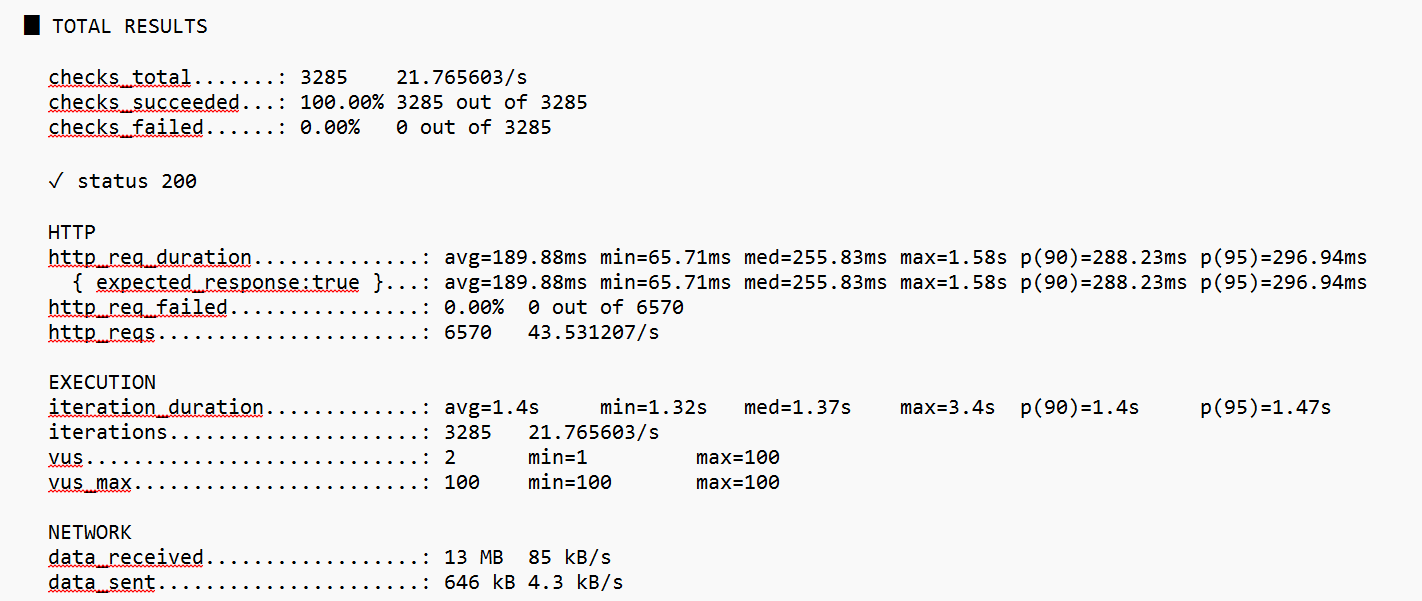 █ TOTAL RESULTS
checks_total.......: 3285    21.765603/s
checks_succeeded...: 100.00% 3285 out of 3285
checks_failed......: 0.00%   0 out of 3285
✓ status 200
HTTP
http_req_duration..............: avg=189.88ms min=65.71ms med=255.83ms max=1.58s p(90)=288.23ms p(95)=296.94ms
{ expected_response:true }...: avg=189.88ms min=65.71ms med=255.83ms max=1.58s p(90)=288.23ms p(95)=296.94ms
http_req_failed................: 0.00%  0 out of 6570
http_reqs......................: 6570   43.531207/s
EXECUTION
iteration_duration.............: avg=1.4s     min=1.32s   med=1.37s    max=3.4s  p(90)=1.4s     p(95)=1.47s
iterations.....................: 3285   21.765603/s
vus............................: 2      min=1         max=100
vus_max........................: 100    min=100       max=100
NETWORK
data_received..................: 13 MB  85 kB/s
data_sent......................: 646 kB 4.3 kB/s